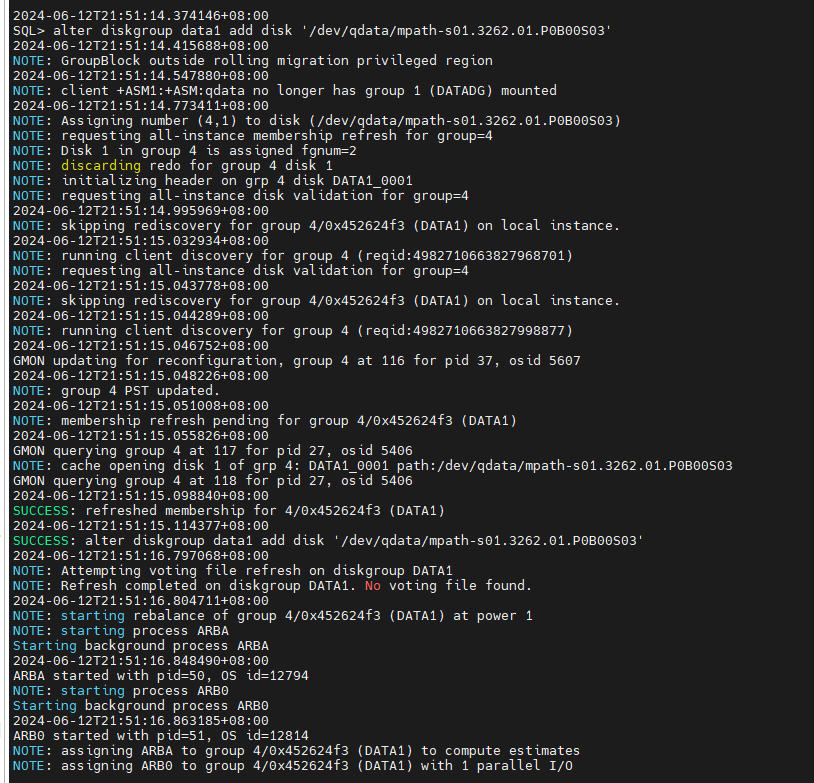 2024-06-12T21:51:14.374146+08:00
SQL> alter diskgroup data1 add disk '/dev/qdata/mpath-s01.3262.01.P0B00S03'
2024-06-12T21:51:14.415688+08:00
NOTE: GroupBlock outside rolling migration privileged region
2024-06-12T21:51:14.547880+08:00
NOTE: client +ASM1:+ASM:qdata no longer has group 1 (DATADG) mounted
2024-06-12T21:51:14.773411+08:00
NOTE: Assigning number (4,1) to disk (/dev/qdata/mpath-s01.3262.01.P0B00S03)
NOTE: requesting all-instance membership refresh for group=4
NOTE: Disk 1 in group 4 is assigned fgnum=2
NOTE: discarding redo for group 4 disk 1
NOTE: initializing header on grp 4 disk DATA1_0001
NOTE: requesting all-instance disk validation for group=4
2024-06-12T21:51:14.995969+08:00
NOTE: skipping rediscovery for group 4/0x452624f3 (DATA1) on local instance.
2024-06-12T21:51:15.032934+08:00
NOTE: running client discovery for group 4 (reqid:4982710663827968701)
NOTE: requesting all-instance disk validation for group=4
2024-06-12T21:51:15.043778+08:00
NOTE: skipping rediscovery for group 4/0x452624f3 (DATA1) on local instance.
2024-06-12T21:51:15.044289+08:00
NOTE: running client discovery for group 4 (reqid:4982710663827998877)
2024-06-12T21:51:15.046752+08:00
GMON updating for reconfiguration, group 4 at 116 for pid 37, osid 5607
2024-06-12T21:51:15.048226+08:00
NOTE: group 4 PST updated.
2024-06-12T21:51:15.051008+08:00
NOTE: membership refresh pending for group 4/0x452624f3 (DATA1)
2024-06-12T21:51:15.055826+08:00
GMON querying group 4 at 117 for pid 27, osid 5406
NOTE: cache opening disk 1 of grp 4: DATA1_0001 path:/dev/qdata/mpath-s01.3262.01.P0B00S03
GMON querying group 4 at 118 for pid 27, osid 5406
2024-06-12T21:51:15.098840+08:00
SUCCESS: refreshed membership for 4/0x452624f3 (DATA1)
2024-06-12T21:51:15.114377+08:00
SUCCESS: alter diskgroup data1 add disk '/dev/qdata/mpath-s01.3262.01.P0B00S03'
2024-06-12T21:51:16.797068+08:00
NOTE: Attempting voting file refresh on diskgroup DATA1
NOTE: Refresh completed on diskgroup DATA1. No voting file found.
2024-06-12T21:51:16.804711+08:00
NOTE: starting rebalance of group 4/0x452624f3 (DATA1) at power 1
NOTE: starting process ARBA
Starting background process ARBA
2024-06-12T21:51:16.848490+08:00
ARBA started with pid=50, OS id=12794
NOTE: starting process ARB0
Starting background process ARB0
2024-06-12T21:51:16.863185+08:00
ARB0 started with pid=51, OS id=12814
NOTE: assigning ARBA to group 4/0x452624f3 (DATA1) to compute estimates
NOTE: assigning ARB0 to group 4/0x452624f3 (DATA1) with 1 parallel I/O